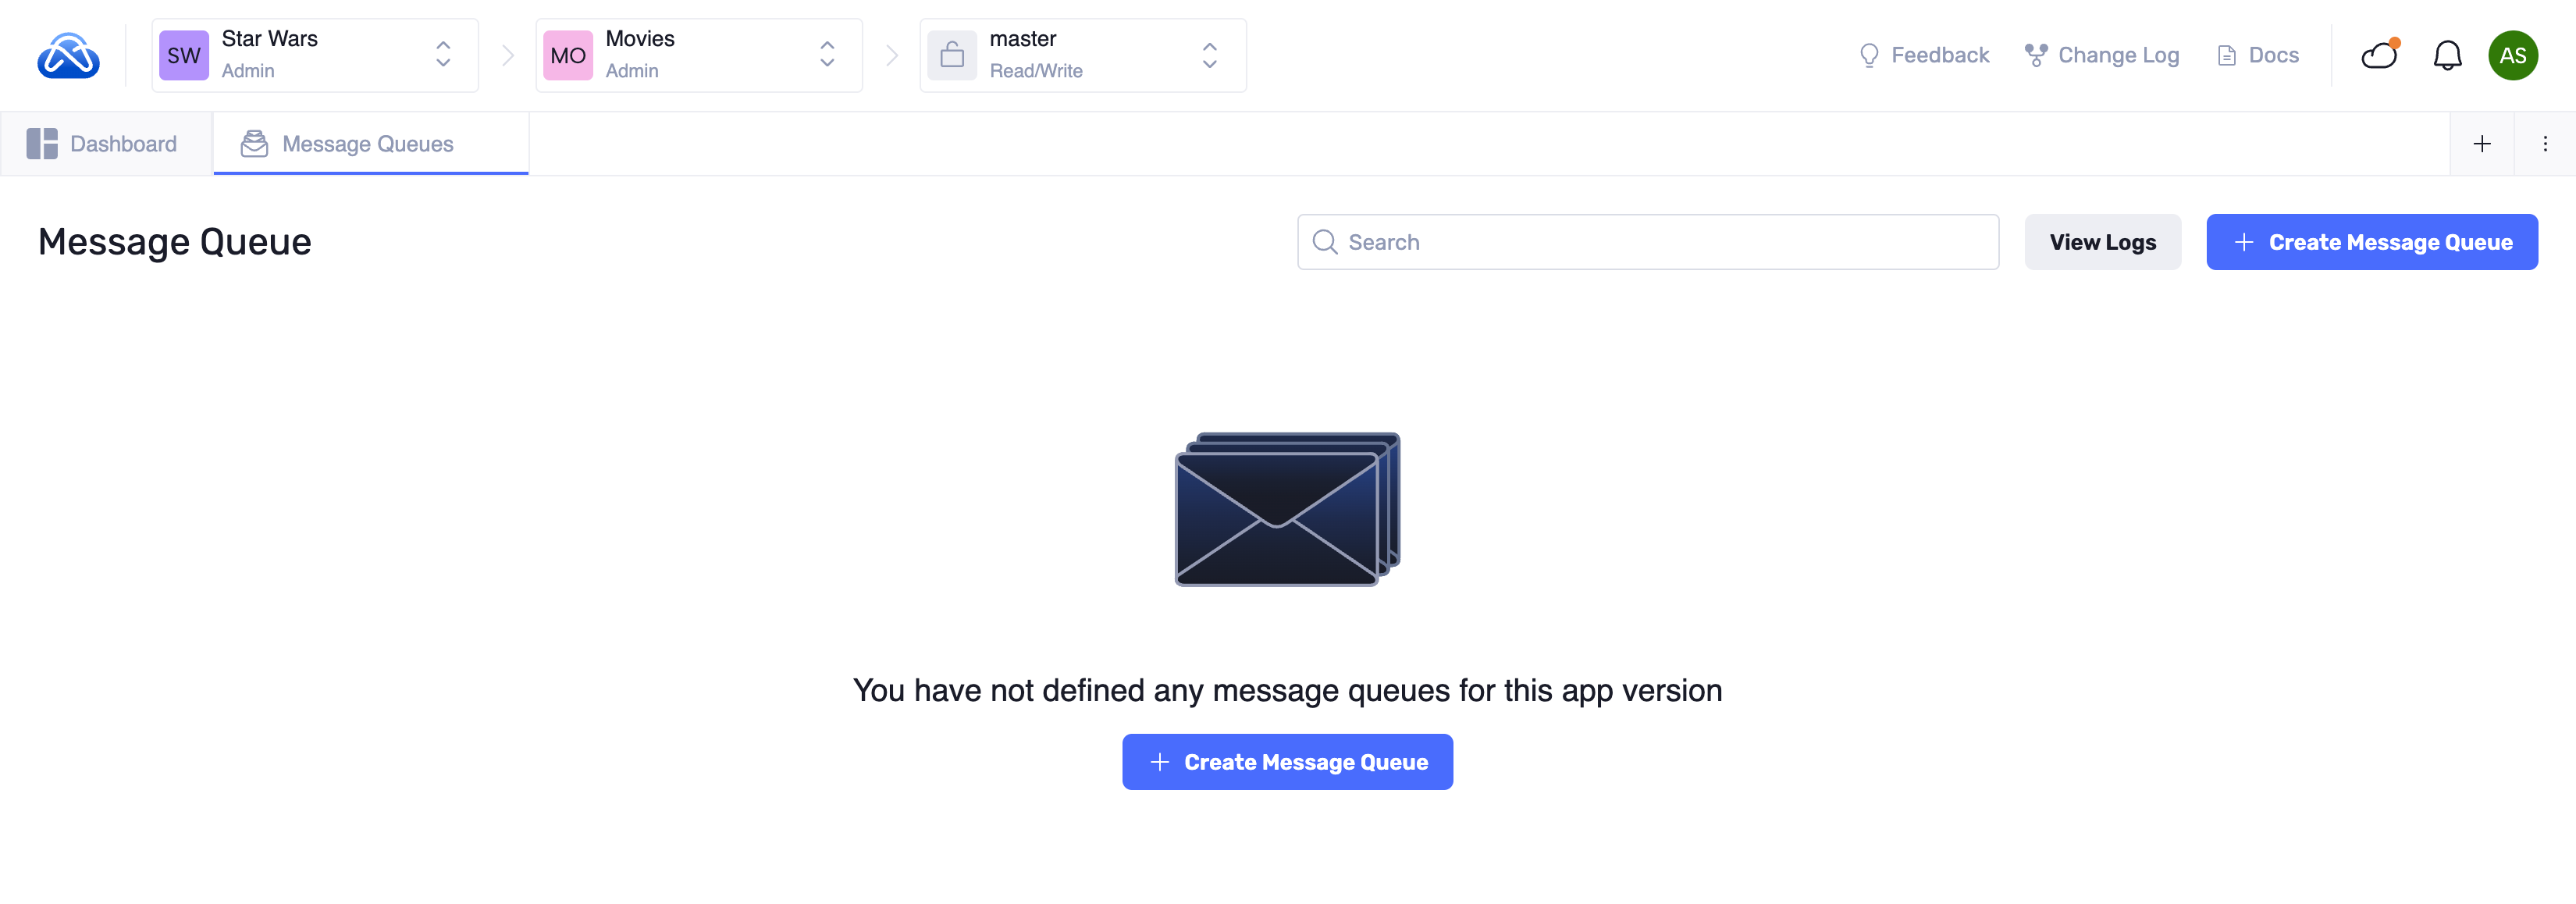 SW
Star Wars
Admin
MO
Movies
Admin
master
Read/Write
Feedback
Change Log
Docs
AS
Dashboard
Message Queues
Message Queue
Search
View Logs
Create Message Queue
You have not defined any message queues for this app version
Create Message Queue